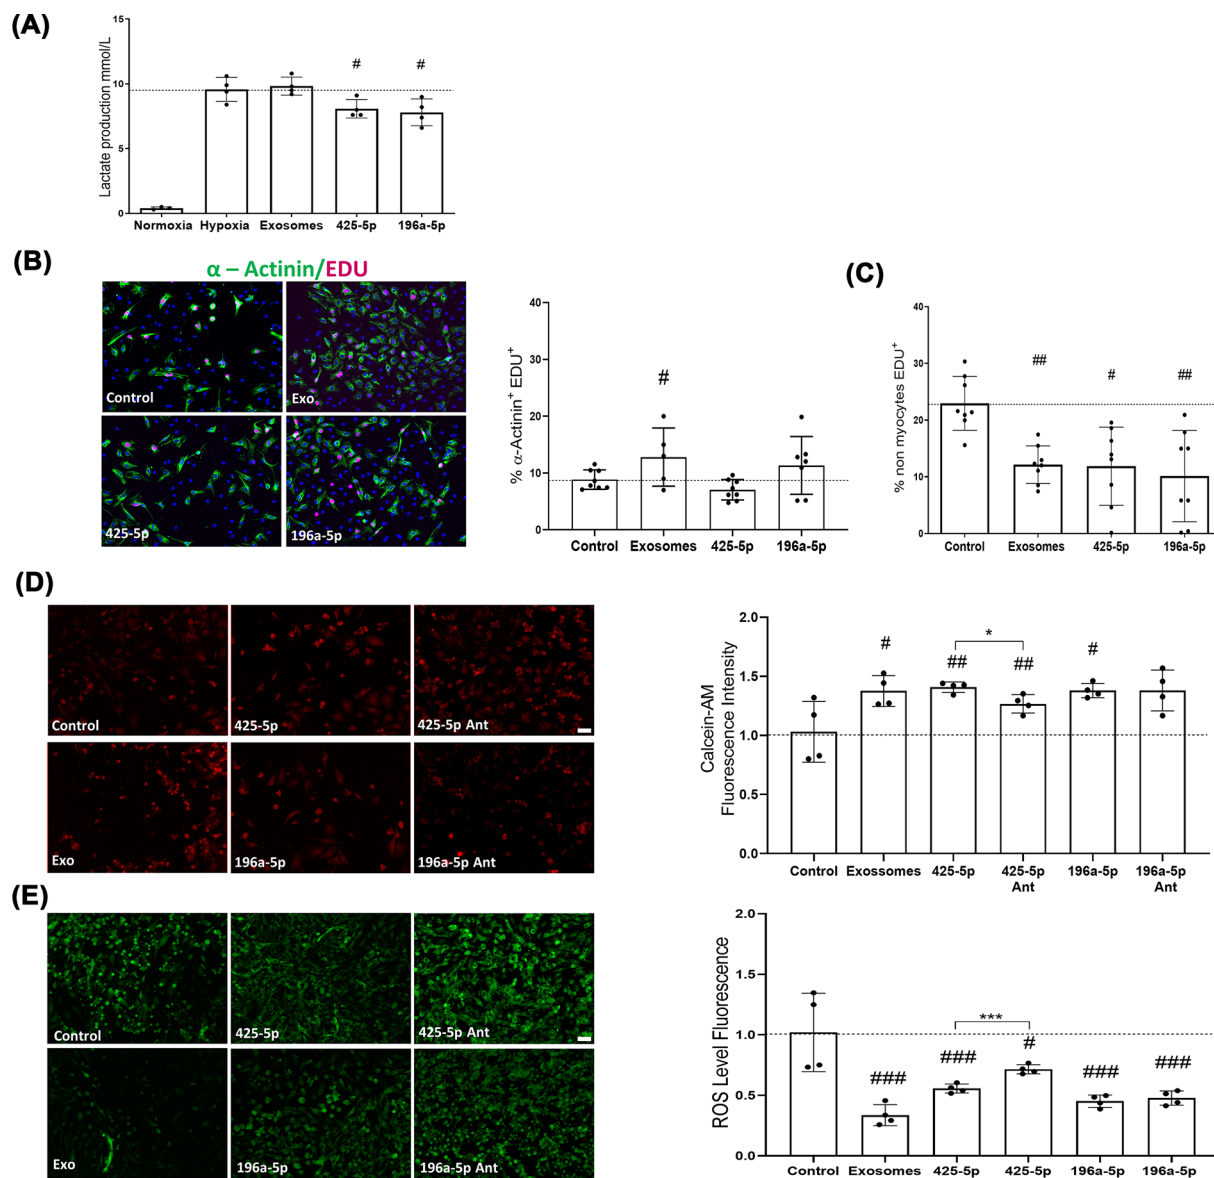 (A)
Lactate production mmol/L
15
10
5
0
# #
Normoxia Hypoxia Exosomes 425-5p 196a-5p
(B)
α – Actinin/EDU
Control Exo
425-5p 196a-5p
% α-Actinin+ EDU+
40
30
20
10
0
#
Control Exosomes 425-5p 196a-5p
(C)
% non myocytes EDU+
40
30
20
10
0
## # ##
Control Exosomes 425-5p 196a-5p
(D)
Control 425-5p 425-5p Ant
Exo 196a-5p 196a-5p Ant
Calcein-AM
Fluorescence Intensity
2.0
1.5
1.0
0.5
0.0
*
# ## ## #
Control Exossomes 425-5p 425-5p 196a-5p 196a-5p
Ant Ant
(E)
Control 425-5p 425-5p Ant
Exo 196a-5p 196a-5p Ant
ROS Level Fluorescence
2.0
1.5
1.0
0.5
0.0
***
### ### # ### ###
Control Exosomes 425-5p 425-5p 196a-5p 196a-5p